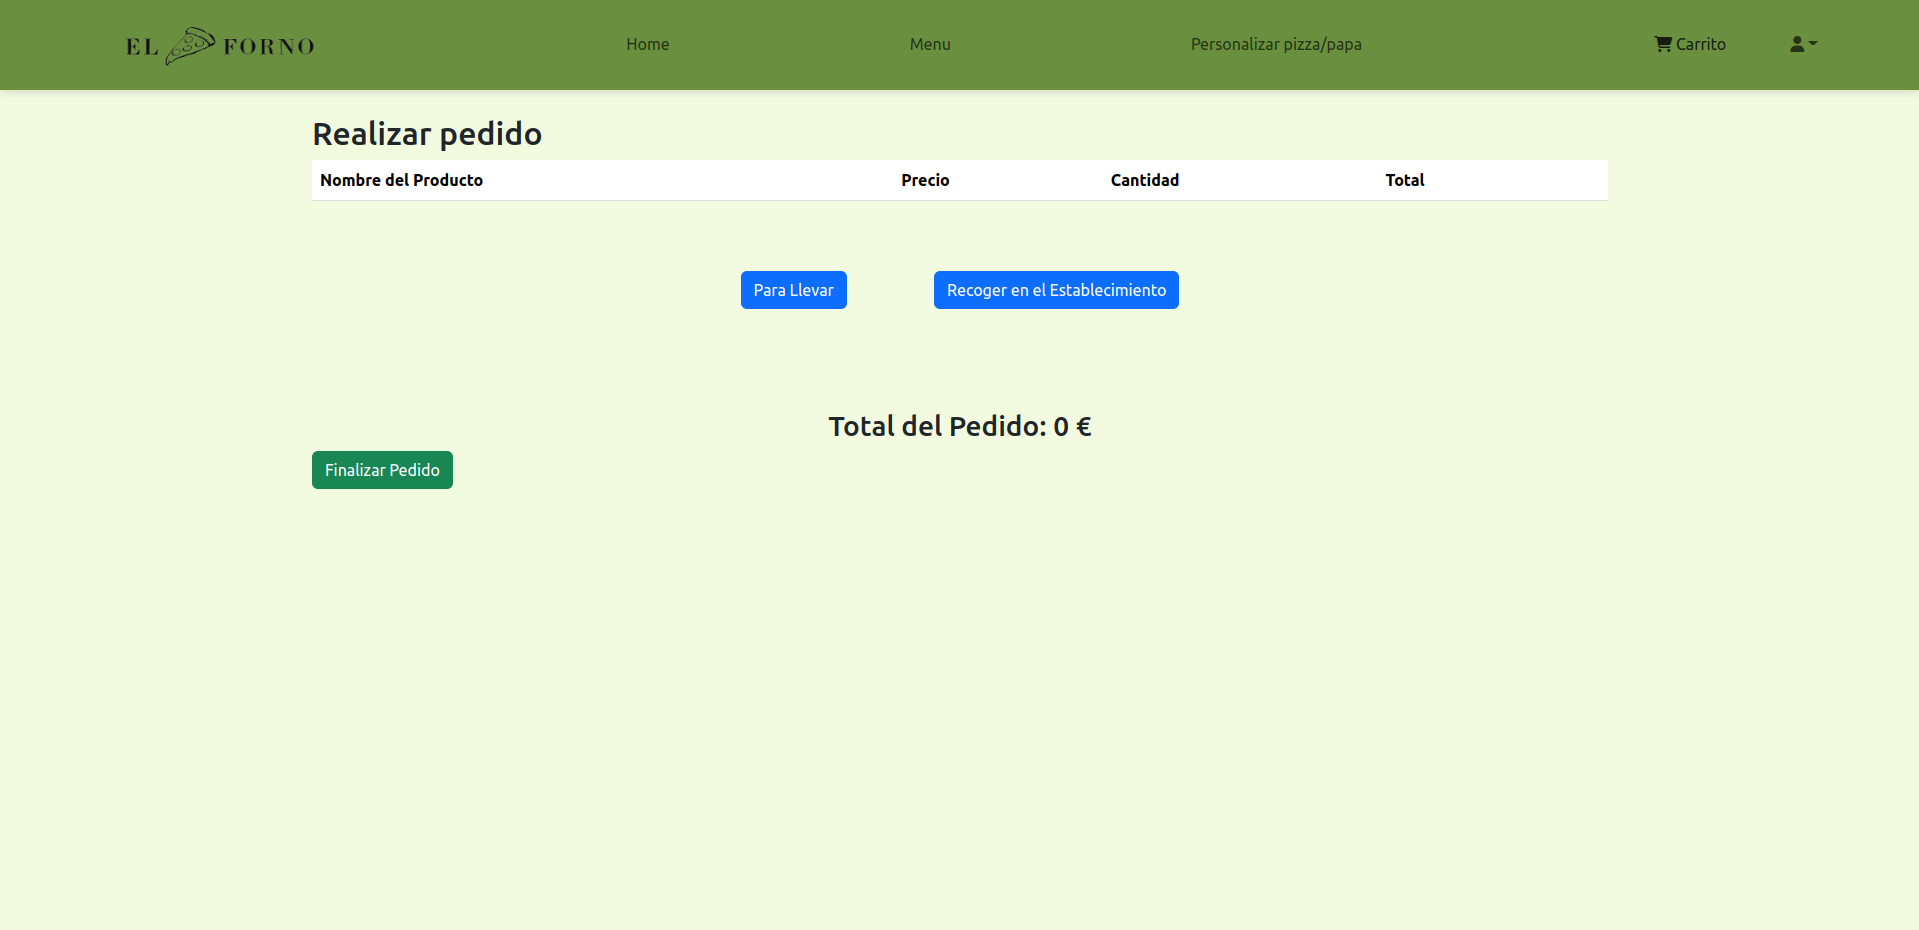 EL FORNO
Home Menu Personalizar pizza/papa Carrito
Realizar pedido
Nombre del Producto Precio Cantidad Total
Para Llevar Recoger en el Establecimiento
Total del Pedido: 0 €
Finalizar Pedido